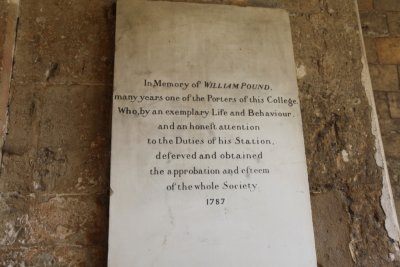 In Memory of WILLIAM POUND,
many years one of the Porters of this College,
Who, by an exemplary Life and Behaviour,
and an honeſt attention
to the Duties of his Station,
deſerved and obtained
the approbation and eſteem
of the whole Society.
1787